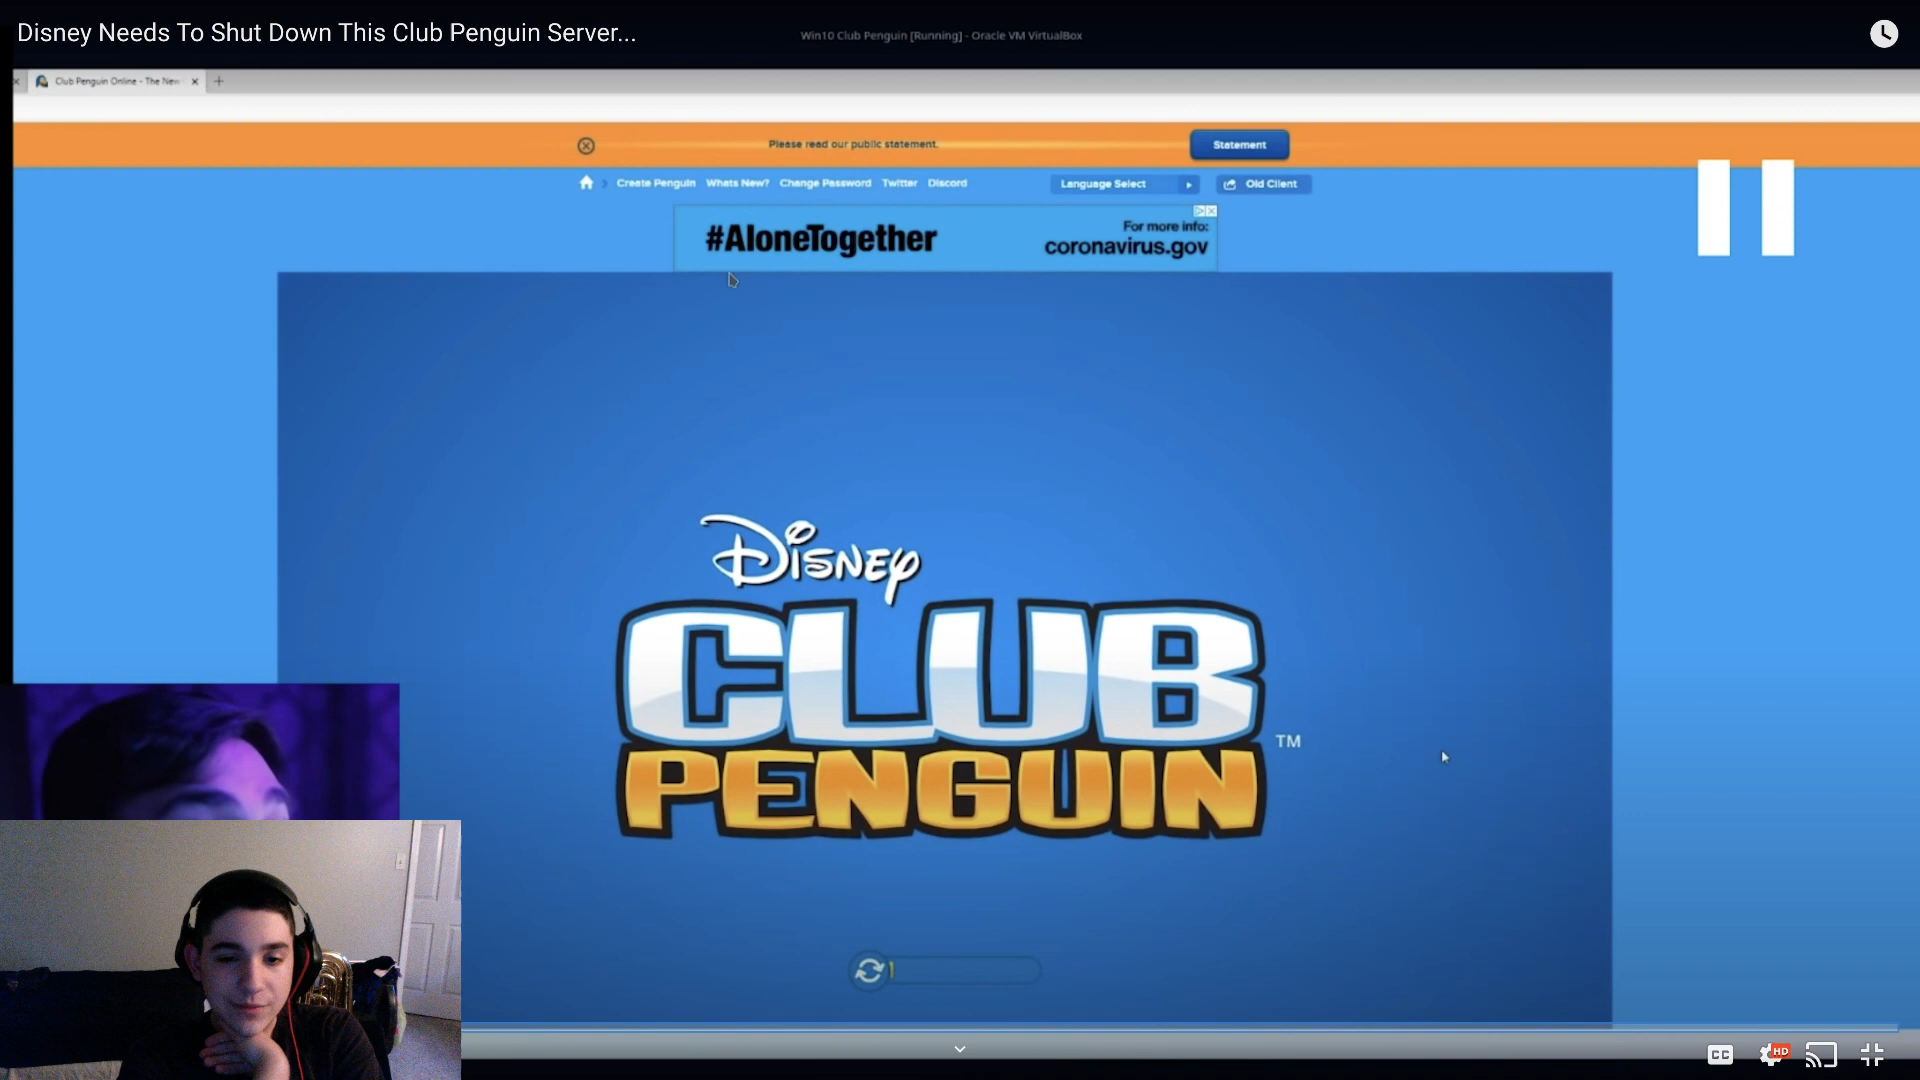 Disney Needs To Shut Down This Club Penguin Server...
Win10 Club Penguin [Running] - Oracle VM VirtualBox
Club Penguin Online - The New
Please read our public statement.
Statement
Create Penguin Whats New? Change Password Twitter Discord
Language Select
Old Client
#AloneTogether
For more info:
coronavirus.gov
Disney
CLUB
PENGUIN
TM
CC
HD